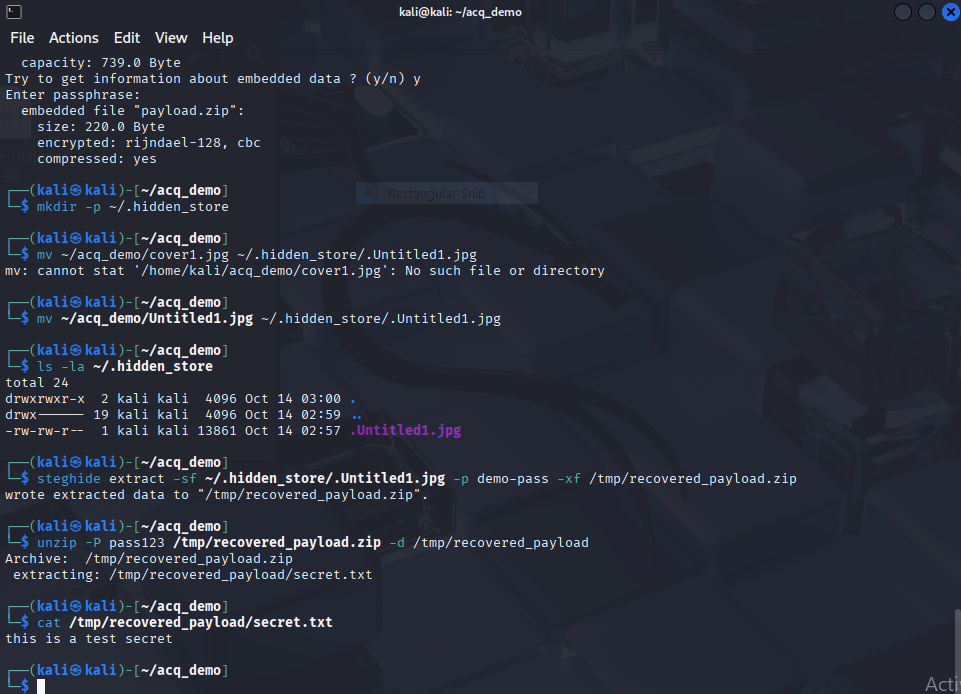 kali@kali: ~/acq_demo
File Actions Edit View Help
capacity: 739.0 Byte
Try to get information about embedded data ? (y/n) y
Enter passphrase:
embedded file "payload.zip":
size: 220.0 Byte
encrypted: rijndael-128, cbc
compressed: yes
┌──(kali㉿kali)-[~/acq_demo]
└─$ mkdir -p ~/.hidden_store
Rectangular Snip
┌──(kali㉿kali)-[~/acq_demo]
└─$ mv ~/acq_demo/cover1.jpg ~/.hidden_store/.Untitled1.jpg
mv: cannot stat '/home/kali/acq_demo/cover1.jpg': No such file or directory
┌──(kali㉿kali)-[~/acq_demo]
└─$ mv ~/acq_demo/Untitled1.jpg ~/.hidden_store/.Untitled1.jpg
┌──(kali㉿kali)-[~/acq_demo]
└─$ ls -la ~/.hidden_store
total 24
drwxrwxr-x 2 kali kali 4096 Oct 14 03:00 .
drwx------ 19 kali kali 4096 Oct 14 02:59 ..
-rw-rw-r-- 1 kali kali 13861 Oct 14 02:57 .Untitled1.jpg
┌──(kali㉿kali)-[~/acq_demo]
└─$ steghide extract -sf ~/.hidden_store/.Untitled1.jpg -p demo-pass -xf /tmp/recovered_payload.zip
wrote extracted data to "/tmp/recovered_payload.zip".
┌──(kali㉿kali)-[~/acq_demo]
└─$ unzip -P pass123 /tmp/recovered_payload.zip -d /tmp/recovered_payload
Archive: /tmp/recovered_payload.zip
extracting: /tmp/recovered_payload/secret.txt
┌──(kali㉿kali)-[~/acq_demo]
└─$ cat /tmp/recovered_payload/secret.txt
this is a test secret
┌──(kali㉿kali)-[~/acq_demo]
└─$